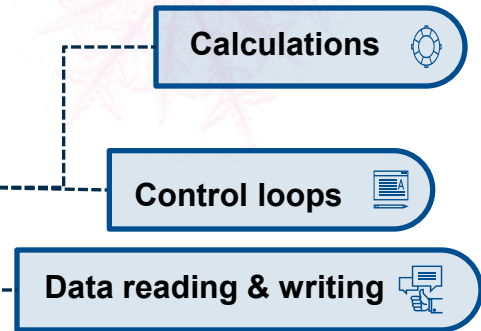 Calculations
Control loops
Data reading & writing